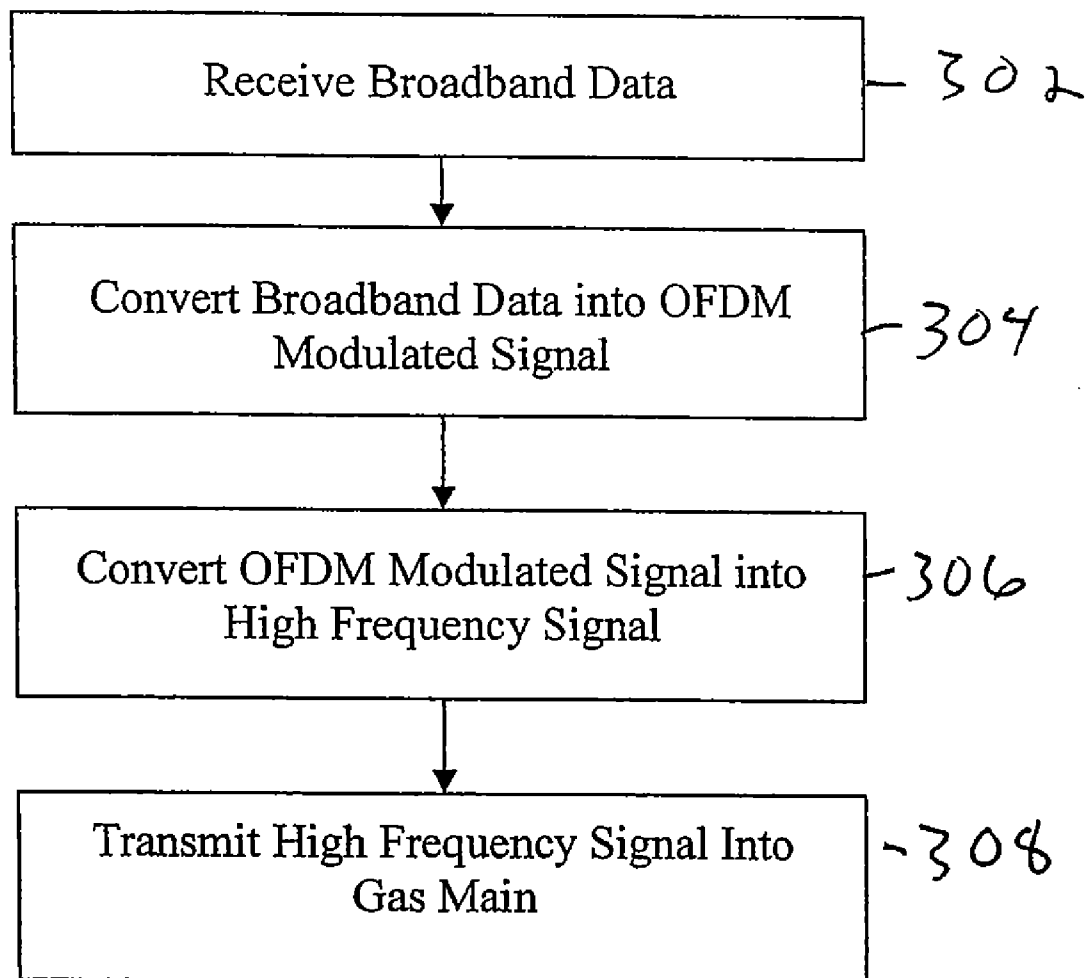 Receive Broadband Data
302
Convert Broadband Data into OFDM
Modulated Signal
304
Convert OFDM Modulated Signal into
High Frequency Signal
306
Transmit High Frequency Signal Into
Gas Main
308